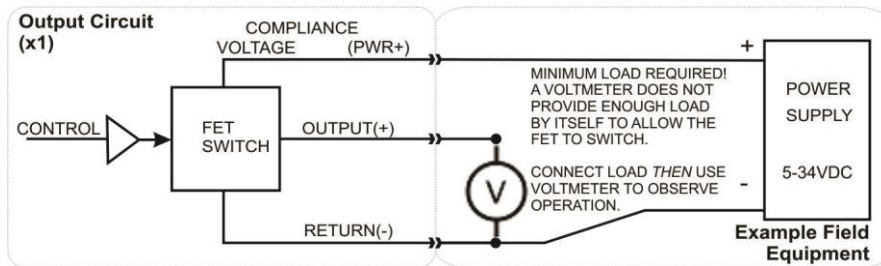 Output Circuit
(x1)
COMPLIANCE
VOLTAGE (PWR+)
CONTROL
FET
SWITCH
OUTPUT(+)
RETURN(-)
MINIMUM LOAD REQUIRED!
A VOLTMETER DOES NOT
PROVIDE ENOUGH LOAD
BY ITSELF TO ALLOW THE
FET TO SWITCH.
CONNECT LOAD THEN USE
VOLTMETER TO OBSERVE
OPERATION.
V
+
POWER
SUPPLY
5-34VDC
-
Example Field
Equipment